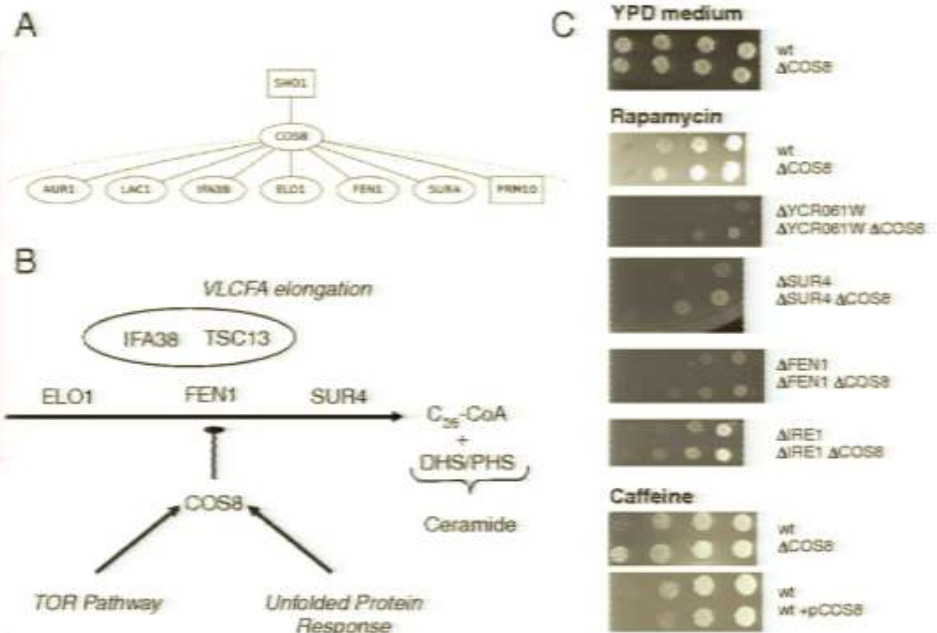 A
SHO1
COS8
AUR1 LAC1 IFA38 ELO1 FEN1 SUR4 PRM10
B
VLCFA elongation
IFA38 TSC13
ELO1 FEN1 SUR4
C26-CoA
+
DHS/PHS
Ceramide
COS8
TOR Pathway
Unfolded Protein
Response
C
YPD medium
wt
ΔCOS8
Rapamycin
wt
ΔCOS8
ΔYCR061W
ΔYCR061W ΔCOS8
ΔSUR4
ΔSUR4 ΔCOS8
ΔFEN1
ΔFEN1 ΔCOS8
ΔIRE1
ΔIRE1 ΔCOS8
Caffeine
wt
ΔCOS8
wt
wt +pCOS8